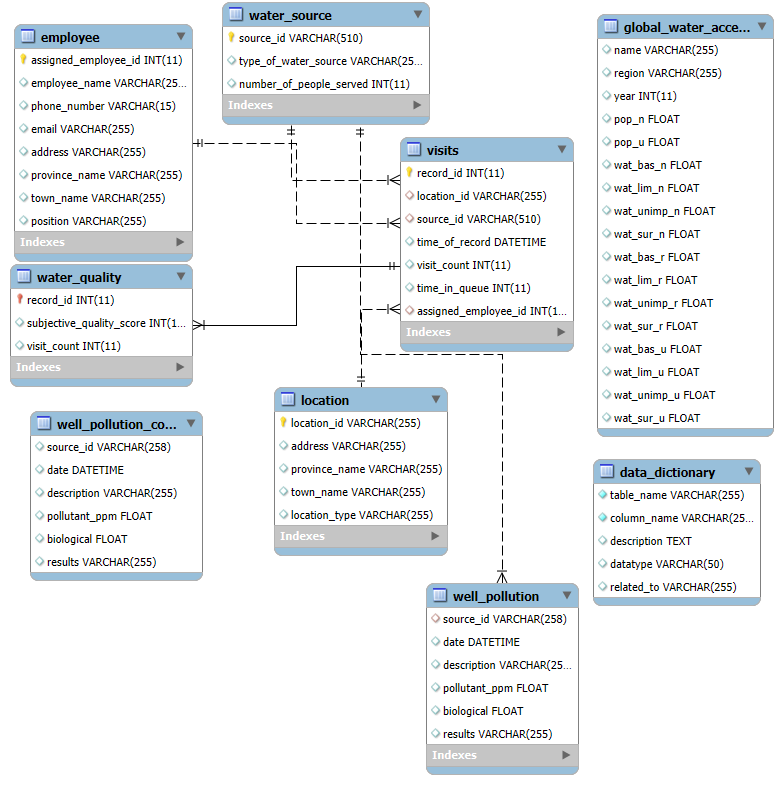 employee
assigned_employee_id INT(11)
employee_name VARCHAR(25...
phone_number VARCHAR(15)
email VARCHAR(255)
address VARCHAR(255)
province_name VARCHAR(255)
town_name VARCHAR(255)
position VARCHAR(255)
Indexes
water_source
source_id VARCHAR(510)
type_of_water_source VARCHAR(25...
number_of_people_served INT(11)
Indexes
global_water_acce...
name VARCHAR(255)
region VARCHAR(255)
year INT(11)
pop_n FLOAT
pop_u FLOAT
wat_bas_n FLOAT
wat_lim_n FLOAT
wat_unimp_n FLOAT
wat_sur_n FLOAT
wat_bas_r FLOAT
wat_lim_r FLOAT
wat_unimp_r FLOAT
wat_sur_r FLOAT
wat_bas_u FLOAT
wat_lim_u FLOAT
wat_unimp_u FLOAT
wat_sur_u FLOAT
visits
record_id INT(11)
location_id VARCHAR(255)
source_id VARCHAR(510)
time_of_record DATETIME
visit_count INT(11)
time_in_queue INT(11)
assigned_employee_id INT(1...
Indexes
water_quality
record_id INT(11)
subjective_quality_score INT(1...
visit_count INT(11)
Indexes
location
location_id VARCHAR(255)
address VARCHAR(255)
province_name VARCHAR(255)
town_name VARCHAR(255)
location_type VARCHAR(255)
Indexes
well_pollution_co...
source_id VARCHAR(258)
date DATETIME
description VARCHAR(255)
pollutant_ppm FLOAT
biological FLOAT
results VARCHAR(255)
data_dictionary
table_name VARCHAR(255)
column_name VARCHAR(25...
description TEXT
datatype VARCHAR(50)
related_to VARCHAR(255)
well_pollution
source_id VARCHAR(258)
date DATETIME
description VARCHAR(25...
pollutant_ppm FLOAT
biological FLOAT
results VARCHAR(255)
Indexes